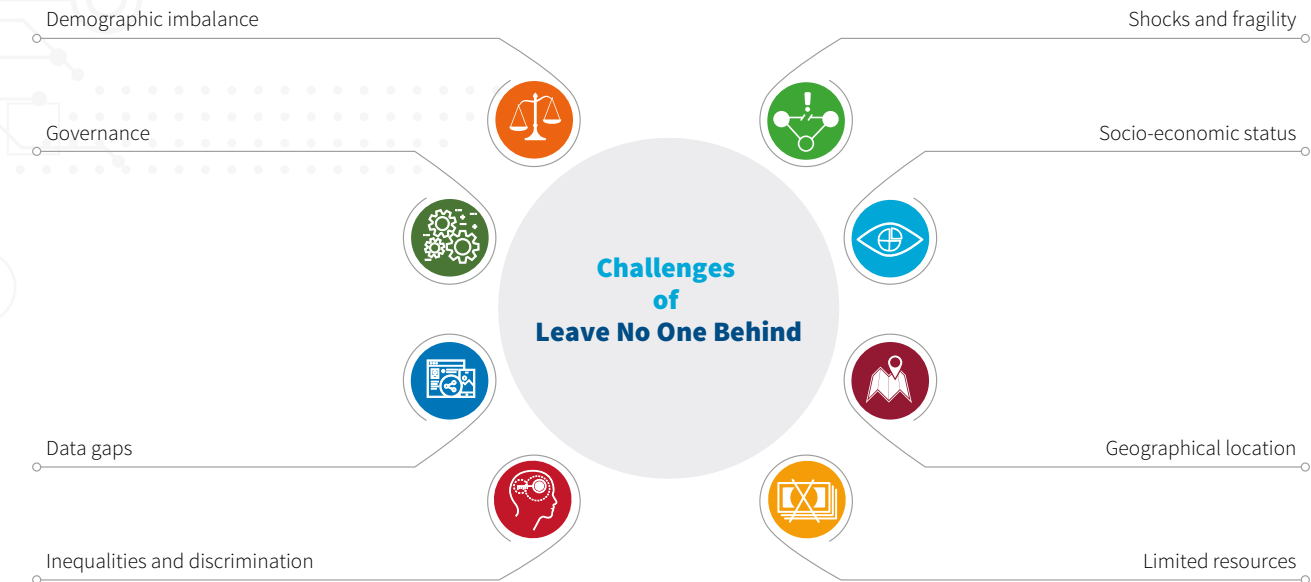 Demographic imbalance
Shocks and fragility
Governance
Socio-economic status
Challenges
of
Leave No One Behind
Data gaps
Geographical location
Inequalities and discrimination
Limited resources